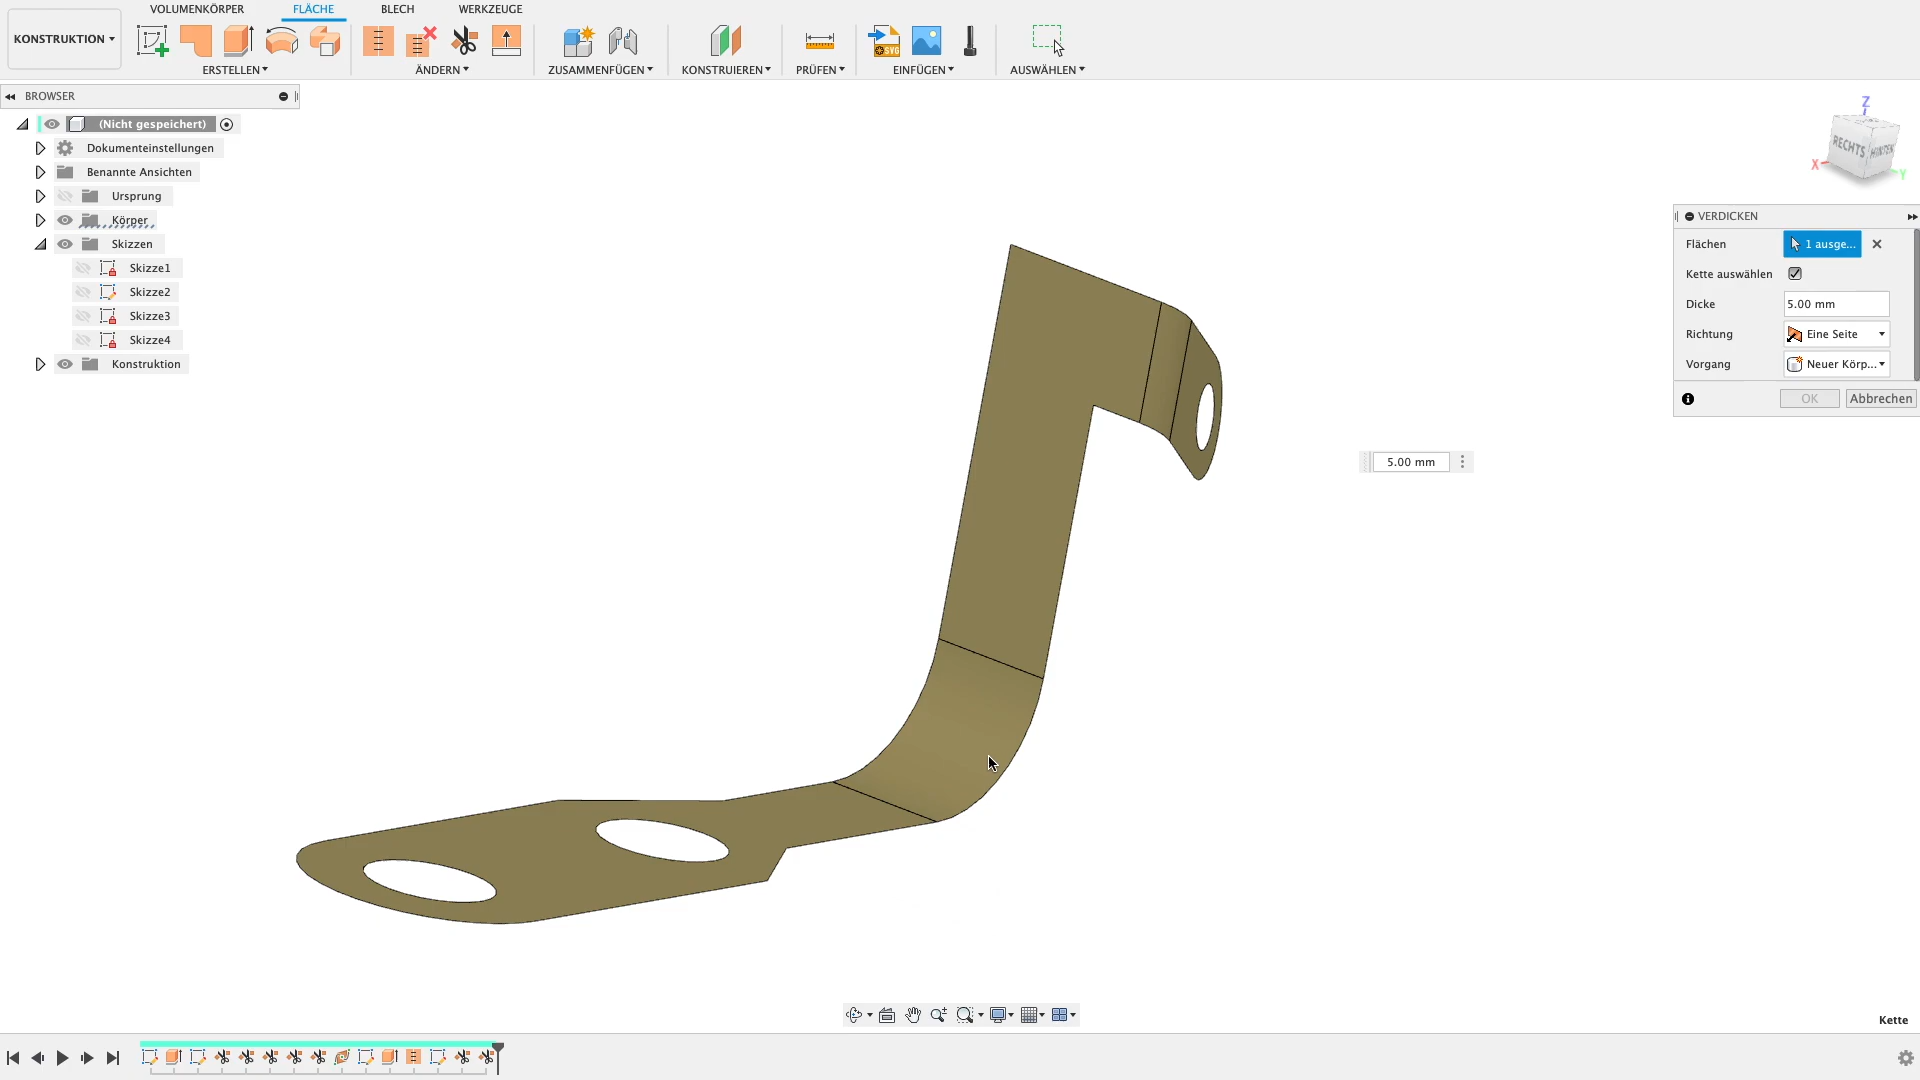 VOLUMENKÖRPER FLÄCHE BLECH WERKZEUGE
KONSTRUKTION
ERSTELLEN ÄNDERN ZUSAMMENFÜGEN KONSTRUIEREN PRÜFEN EINFÜGEN AUSWÄHLEN
SVG
BROWSER
(Nicht gespeichert)
Dokumenteinstellungen
Benannte Ansichten
Ursprung
Körper
Skizzen
Skizze1
Skizze2
Skizze3
Skizze4
Konstruktion
Z
RECHTS HINTEN
X
Y
VERDICKEN
Flächen 1 ausge...
Kette auswählen
Dicke 5.00 mm
Richtung Eine Seite
Vorgang Neuer Körp...
OK Abbrechen
5.00 mm
Kette